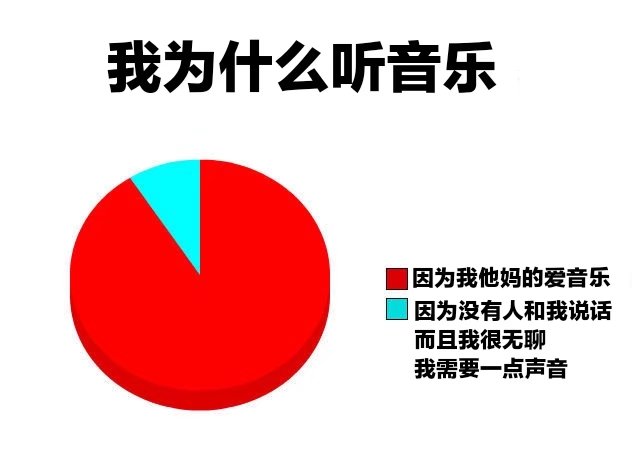 我为什么听音乐
因为我他妈的爱音乐
因为没有人和我说话
而且我很无聊
我需要一点声音